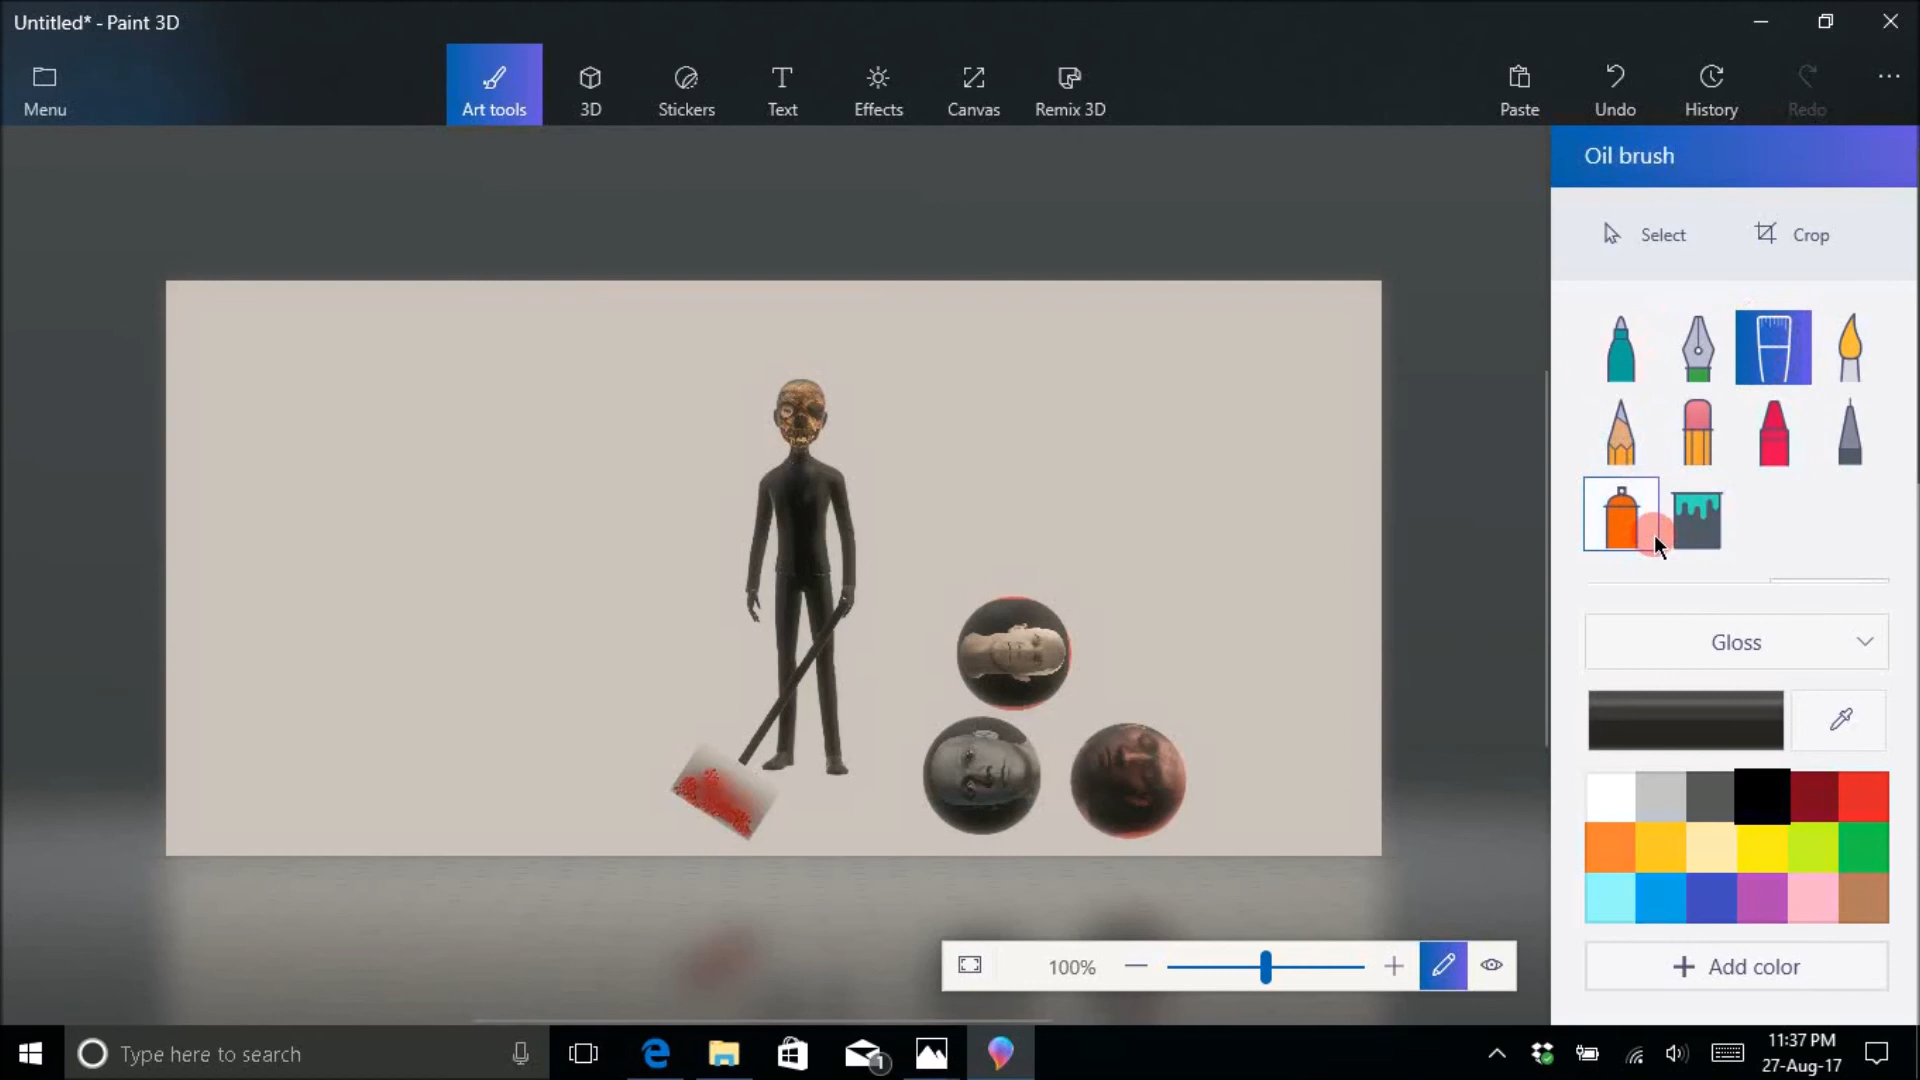 Untitled* - Paint 3D
Menu
Art tools
3D
Stickers
Text
Effects
Canvas
Remix 3D
Paste
Undo
History
Redo
Oil brush
Select
Crop
Gloss
100%
Add color
Type here to search
1
11:37 PM
27-Aug-17